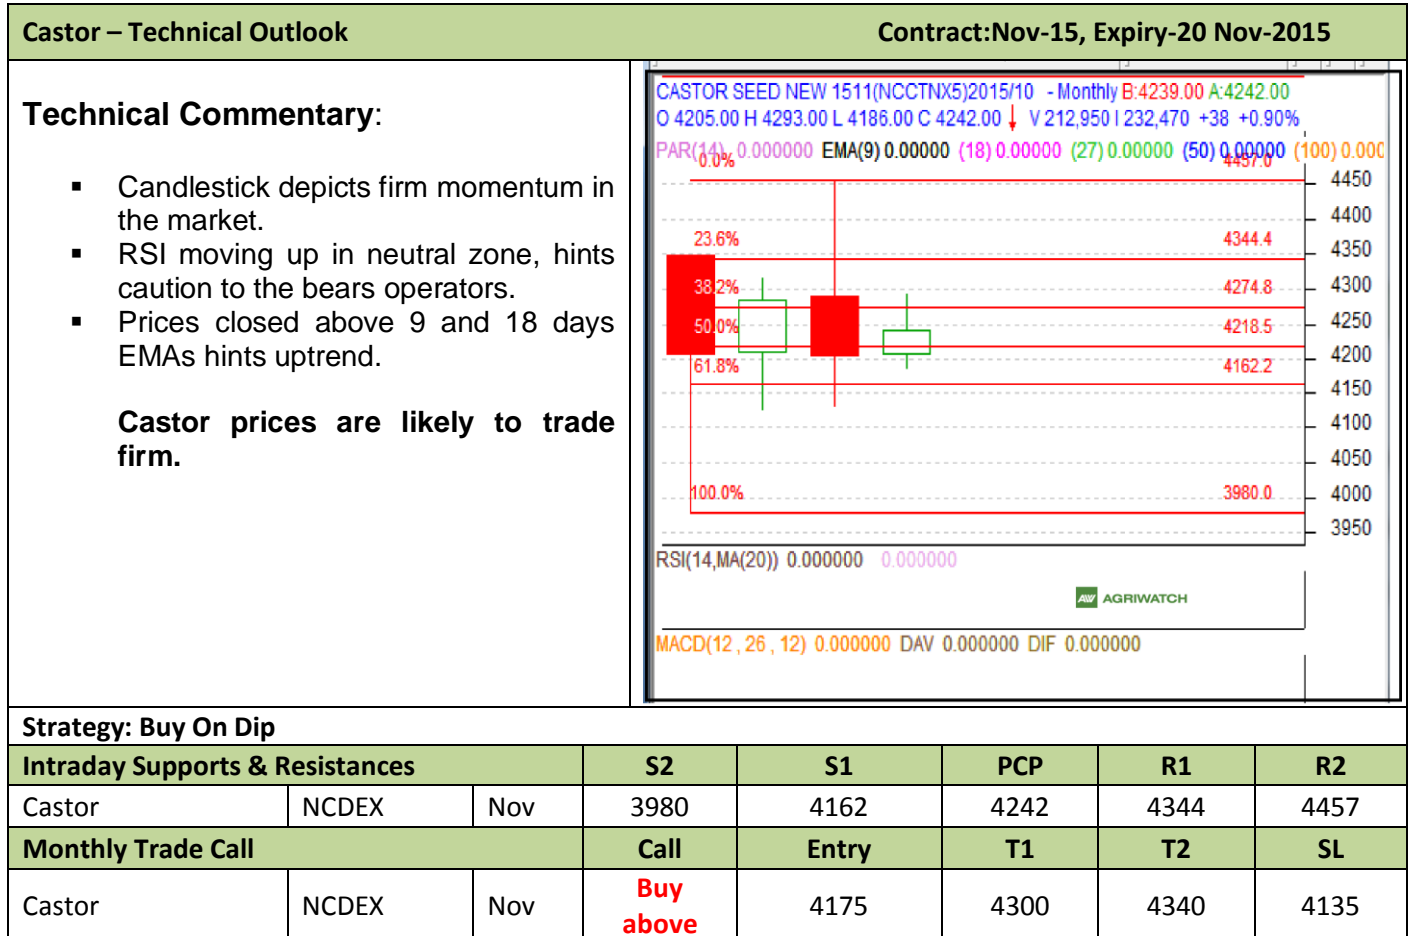 Castor – Technical Outlook Contract:Nov-15, Expiry-20 Nov-2015
Technical Commentary:
▪ Candlestick depicts firm momentum in
the market.
▪ RSI moving up in neutral zone, hints
caution to the bears operators.
▪ Prices closed above 9 and 18 days
EMAs hints uptrend.
Castor prices are likely to trade
firm.
CASTOR SEED NEW 1511(NCCTNX5)2015/10 - Monthly B:4239.00 A:4242.00
O 4205.00 H 4293.00 L 4186.00 C 4242.00 V 212,950 I 232,470 +38 +0.90%
PAR(14) 0.000000 EMA(9) 0.00000 (18) 0.00000 (27) 0.00000 (50) 0.00000 (100) 0.000
0.0% 4457.0
4450
4400
23.6% 4344.4
4350
38.2% 4274.8
4300
50.0% 4218.5
4250
4200
61.8% 4162.2
4150
4100
4050
100.0% 3980.0
4000
3950
RSI(14,MA(20)) 0.000000 0.000000
AW AGRIWATCH
MACD(12 , 26 , 12) 0.000000 DAV 0.000000 DIF 0.000000
Strategy: Buy On Dip
Intraday Supports & Resistances S2 S1 PCP R1 R2
Castor NCDEX Nov 3980 4162 4242 4344 4457
Monthly Trade Call Call Entry T1 T2 SL
Castor NCDEX Nov Buy above 4175 4300 4340 4135